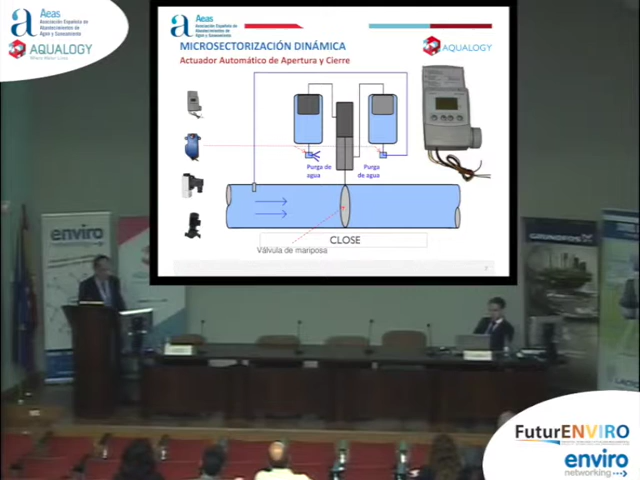 Aeas
Asociación Española de
Abastecimientos de
Agua y Saneamiento
AQUALOGY
Where Water Lives
Aeas
Asociación Española de
Abastecimientos de
Agua y Saneamiento
MICROSECTORIZACIÓN DINÁMICA
AQUALOGY
Actuador Automático de Apertura y Cierre
Purga de
agua
Purga
de agua
CLOSE
Válvula de mariposa
enviro
networking
GRUNDFOS
enviro
FuturENVIRO
enviro
networking